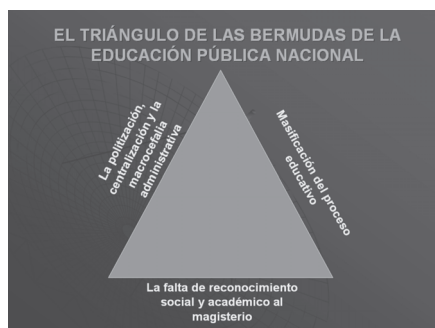 EL TRIÁNGULO DE LAS BERMUDAS DE LA
EDUCACIÓN PÚBLICA NACIONAL
La politización,
centralización y la
macrocefalia
administrativa
Masificación del proceso
educativo
La falta de reconocimiento
social y académico al
magisterio